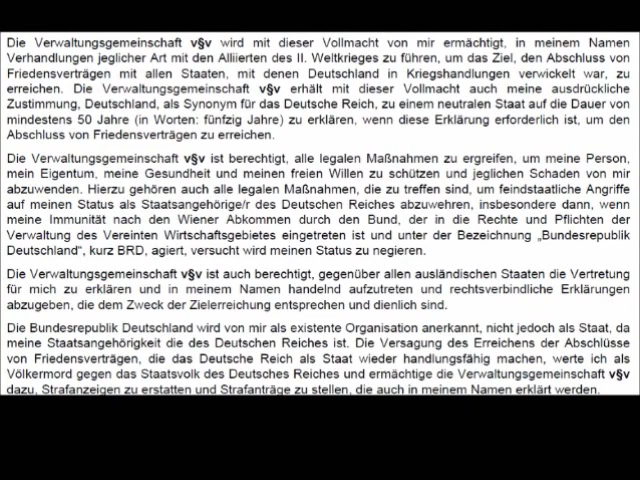 Die Verwaltungsgemeinschaft v§v wird mit dieser Vollmacht von mir ermächtigt, in meinem Namen
Verhandlungen jeglicher Art mit den Alliierten des II. Weltkrieges zu führen, um das Ziel, den Abschluss von
Friedensverträgen mit allen Staaten, mit denen Deutschland in Kriegshandlungen verwickelt war, zu
erreichen. Die Verwaltungsgemeinschaft v§v erhält mit dieser Vollmacht auch meine ausdrückliche
Zustimmung, Deutschland, als Synonym für das Deutsche Reich, zu einem neutralen Staat auf die Dauer von
mindestens 50 Jahre (in Worten: fünfzig Jahre) zu erklären, wenn diese Erklärung erforderlich ist, um den
Abschluss von Friedensverträgen zu erreichen.
Die Verwaltungsgemeinschaft v§v ist berechtigt, alle legalen Maßnahmen zu ergreifen, um meine Person,
mein Eigentum, meine Gesundheit und meinen freien Willen zu schützen und jeglichen Schaden von mir
abzuwenden. Hierzu gehören auch alle legalen Maßnahmen, die zu treffen sind, um feindstaatliche Angriffe
auf meinen Status als Staatsangehörige/r des Deutschen Reiches abzuwehren, insbesondere dann, wenn
meine Immunität nach den Wiener Abkommen durch den Bund, der in die Rechte und Pflichten der
Verwaltung des Vereinten Wirtschaftsgebietes eingetreten ist und unter der Bezeichnung „Bundesrepublik
Deutschland“, kurz BRD, agiert, versucht wird meinen Status zu negieren.
Die Verwaltungsgemeinschaft v§v ist auch berechtigt, gegenüber allen ausländischen Staaten die Vertretung
für mich zu erklären und in meinem Namen handelnd aufzutreten und rechtsverbindliche Erklärungen
abzugeben, die dem Zweck der Zielerreichung entsprechen und dienlich sind.
Die Bundesrepublik Deutschland wird von mir als existente Organisation anerkannt, nicht jedoch als Staat, da
meine Staatsangehörigkeit die des Deutschen Reiches ist. Die Versagung des Erreichens der Abschlüsse
von Friedensverträgen, die das Deutsche Reich als Staat wieder handlungsfähig machen, werte ich als
Völkermord gegen das Staatsvolk des Deutsches Reiches und ermächtige die Verwaltungsgemeinschaft v§v
dazu, Strafanzeigen zu erstatten und Strafanträge zu stellen, die auch in meinem Namen erklärt werden.